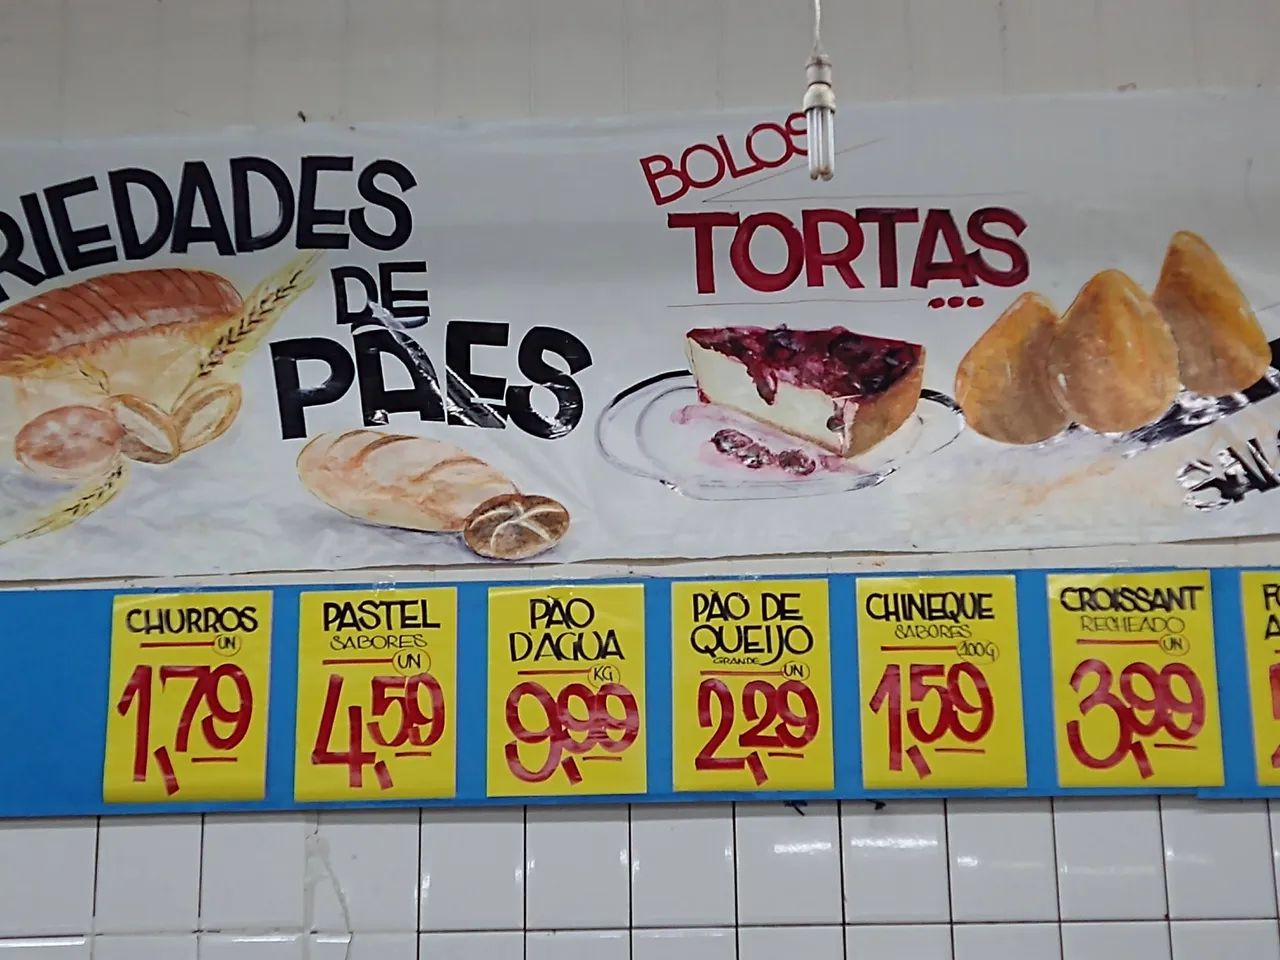 RIEDADES
DE
PÃES
BOLOS
TORTAS...
CHURROS
UN
1,79
PASTEL
SABORES
UN
4,59
PÃO
D'AGUA
KG
9,99
PÃO DE
QUEIJO
GRANDE UN
2,29
CHINEQUE
SABORES
100G
1,59
CROISSANT
RECHEADO
UN
3,99